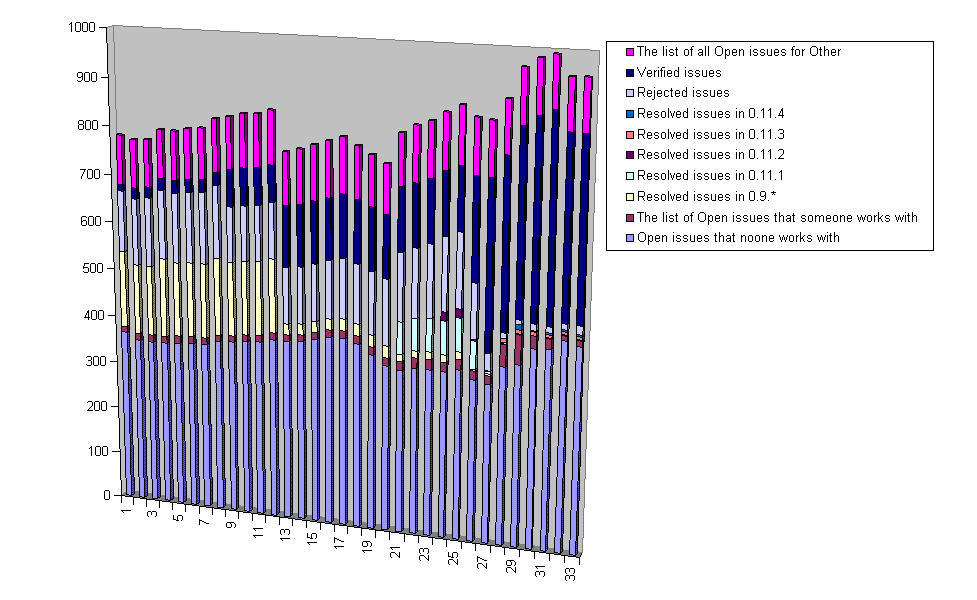 1000
900
800
700
600
500
400
300
200
100
0
1
3
5
7
9
11
13
15
17
19
21
23
25
27
29
31
33
The list of all Open issues for Other
Verified issues
Rejected issues
Resolved issues in 0.11.4
Resolved issues in 0.11.3
Resolved issues in 0.11.2
Resolved issues in 0.11.1
Resolved issues in 0.9.*
The list of Open issues that someone works with
Open issues that noone works with